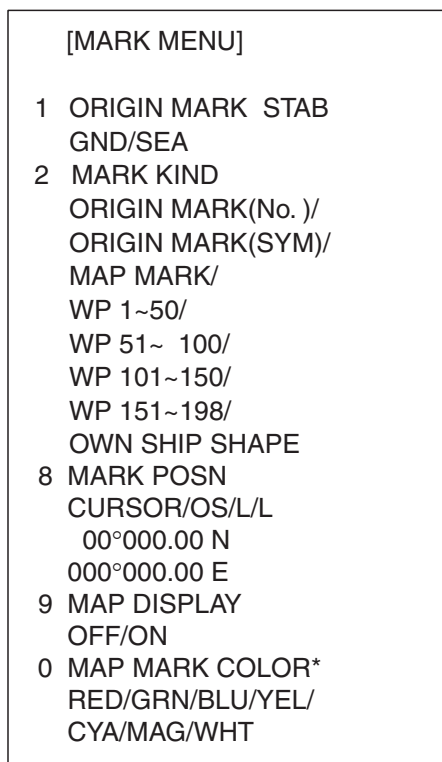 [MARK MENU]
1 ORIGIN MARK STAB
GND/SEA
2 MARK KIND
ORIGIN MARK(No. )/
ORIGIN MARK(SYM)/
MAP MARK/
WP 1~50/
WP 51~ 100/
WP 101~150/
WP 151~198/
OWN SHIP SHAPE
8 MARK POSN
CURSOR/OS/L/L
00°000.00 N
000°000.00 E
9 MAP DISPLAY
OFF/ON
0 MAP MARK COLOR*
RED/GRN/BLU/YEL/
CYA/MAG/WHT